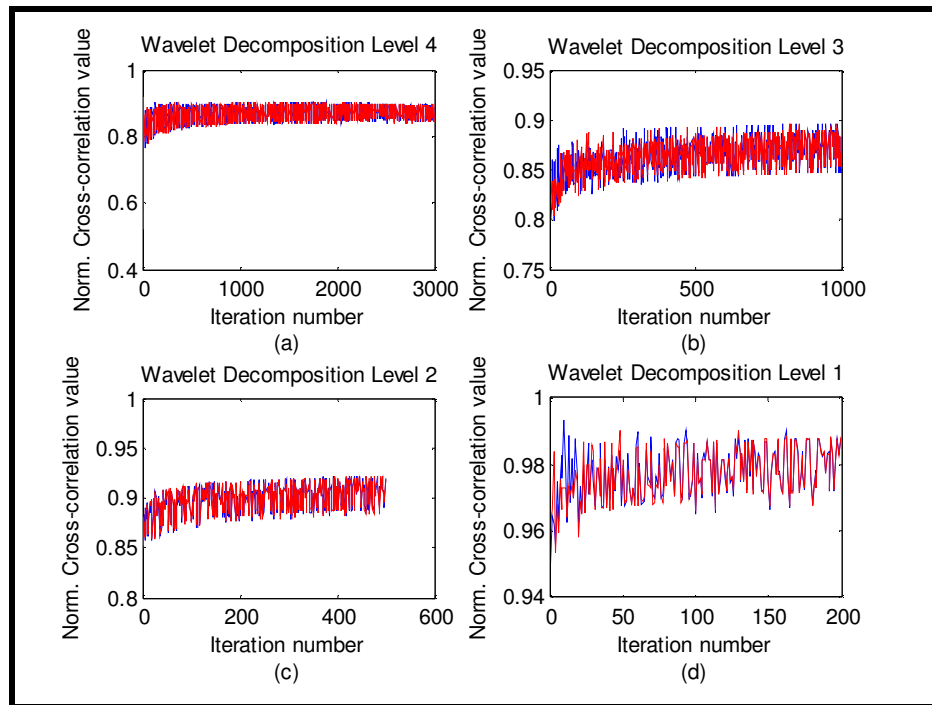 Wavelet Decomposition Level 4
Norm. Cross-correlation value
1
0.8
0.6
0.4
0
1000
2000
3000
Iteration number
(a)
Wavelet Decomposition Level 3
Norm. Cross-correlation value
0.95
0.9
0.85
0.8
0.75
0
500
1000
Iteration number
(b)
Wavelet Decomposition Level 2
Norm. Cross-correlation value
1
0.95
0.9
0.85
0.8
0
200
400
600
Iteration number
(c)
Wavelet Decomposition Level 1
Norm. Cross-correlation value
1
0.98
0.96
0.94
0
50
100
150
200
Iteration number
(d)